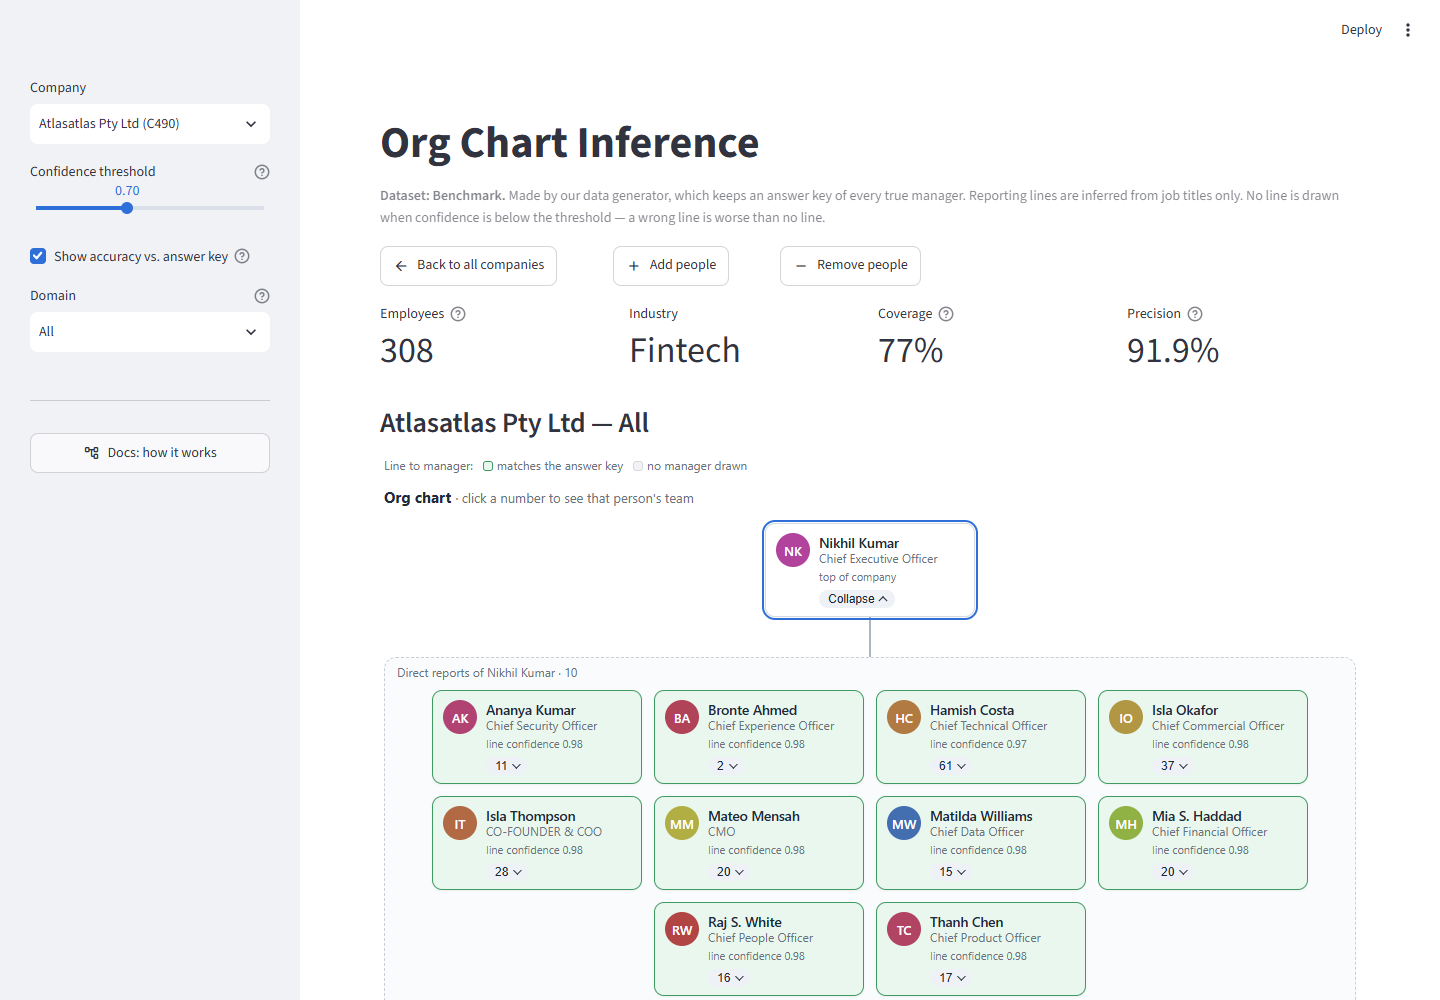 Deploy
Company
Atlasatlas Pty Ltd (C490)
Confidence threshold
0.70
Show accuracy vs. answer key
Domain
All
Docs: how it works
Org Chart Inference
Dataset: Benchmark. Made by our data generator, which keeps an answer key of every true manager. Reporting lines are inferred from job titles only. No line is drawn
when confidence is below the threshold — a wrong line is worse than no line.
Back to all companies
Add people
Remove people
Employees
308
Industry
Fintech
Coverage
77%
Precision
91.9%
Atlasatlas Pty Ltd — All
Line to manager: matches the answer key no manager drawn
Org chart · click a number to see that person's team
NK
Nikhil Kumar
Chief Executive Officer
top of company
Collapse
Direct reports of Nikhil Kumar · 10
AK
Ananya Kumar
Chief Security Officer
line confidence 0.98
11
BA
Bronte Ahmed
Chief Experience Officer
line confidence 0.98
2
HC
Hamish Costa
Chief Technical Officer
line confidence 0.97
61
IO
Isla Okafor
Chief Commercial Officer
line confidence 0.98
37
IT
Isla Thompson
CO-FOUNDER & COO
line confidence 0.98
28
MM
Mateo Mensah
CMO
line confidence 0.98
20
MW
Matilda Williams
Chief Data Officer
line confidence 0.98
15
MH
Mia S. Haddad
Chief Financial Officer
line confidence 0.98
20
RW
Raj S. White
Chief People Officer
line confidence 0.98
16
TC
Thanh Chen
Chief Product Officer
line confidence 0.98
17